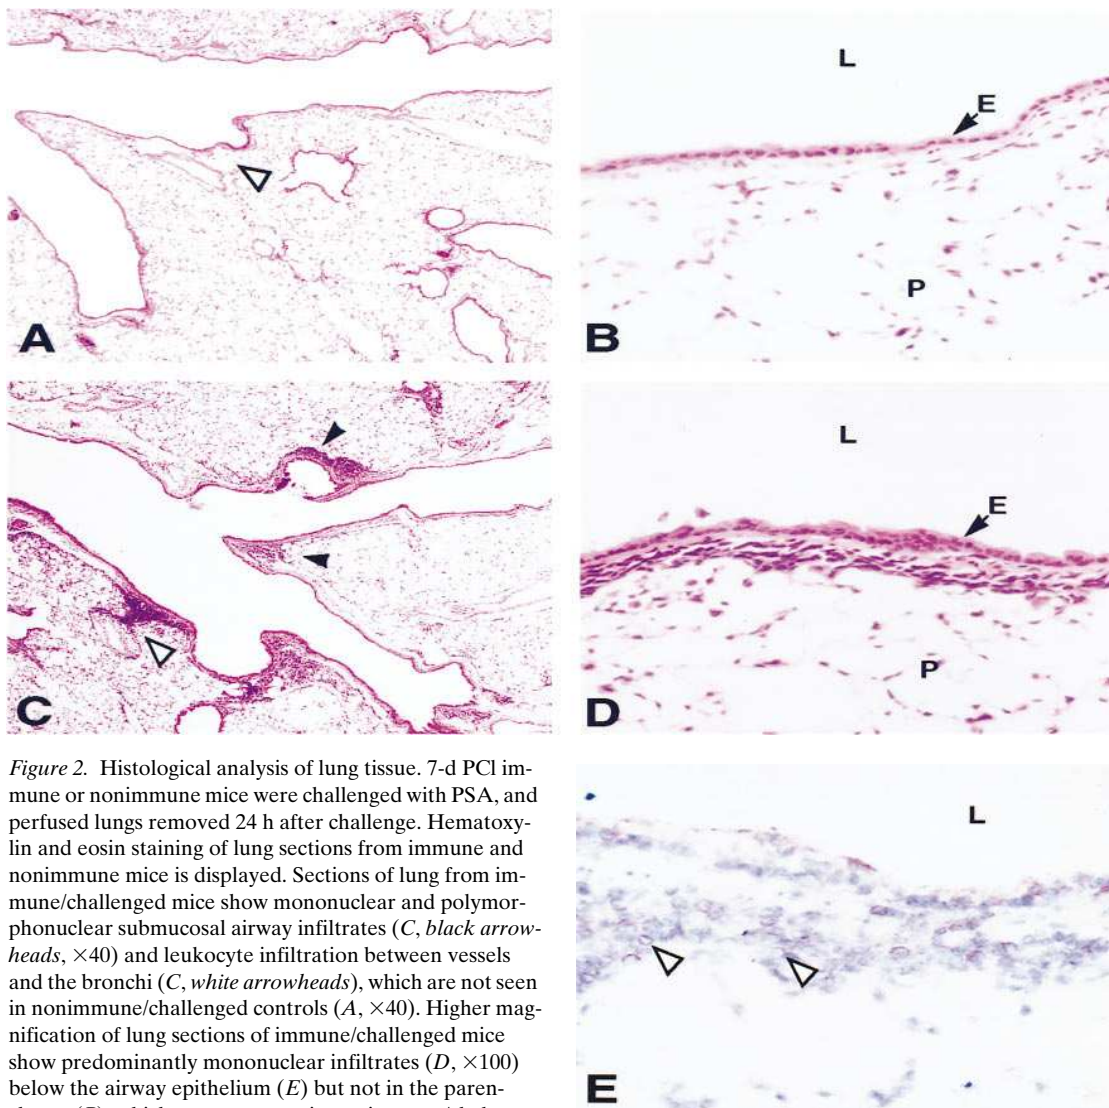 L
E
P
A
B
L
E
P
C
D
Figure 2. Histological analysis of lung tissue. 7-d PCl im-
mune or nonimmune mice were challenged with PSA, and
perfused lungs removed 24 h after challenge. Hematoxy-
lin and eosin staining of lung sections from immune and
nonimmune mice is displayed. Sections of lung from im-
mune/challenged mice show mononuclear and polymor-
phonuclear submucosal airway infiltrates (C, black arrow-
heads, ×40) and leukocyte infiltration between vessels
and the bronchi (C, white arrowheads), which are not seen
in nonimmune/challenged controls (A, ×40). Higher mag-
nification of lung sections of immune/challenged mice
show predominantly mononuclear infiltrates (D, ×100)
below the airway epithelium (E) but not in the paren-
L
E